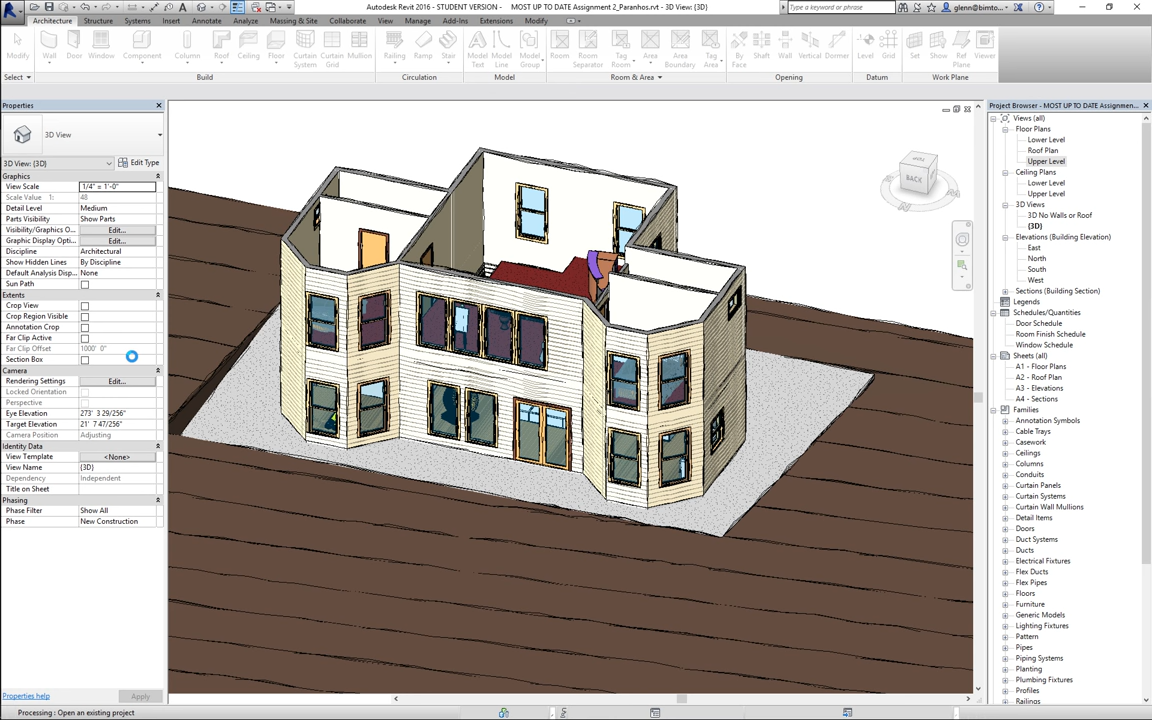 Autodesk Revit 2016 - STUDENT VERSION - MOST UP TO DATE Assignment 2_Paranhos.rvt - 3D View: {3D}
Type a keyword or phrase
glenn@bimto...
Architecture Structure Systems Insert Annotate Analyze Massing & Site Collaborate View Manage Add-Ins Extensions Modify
Modify Wall Door Window Component Column Roof Ceiling Floor Curtain System Curtain Grid Mullion Railing Ramp Stair Model Text Model Line Model Group Room Room Separator Tag Room Area Area Boundary Tag Area By Face Shaft Wall Vertical Dormer Level Grid Set Show Ref Plane Viewer
Select Build Circulation Model Room & Area Opening Datum Work Plane
Properties
3D View
3D View: {3D} Edit Type
Graphics
View Scale 1/4" = 1'-0"
Scale Value 1: 48
Detail Level Medium
Parts Visibility Show Parts
Visibility/Graphics O... Edit...
Graphic Display Opti... Edit...
Discipline Architectural
Show Hidden Lines By Discipline
Default Analysis Disp... None
Sun Path
Extents
Crop View
Crop Region Visible
Annotation Crop
Far Clip Active
Far Clip Offset 1000' 0"
Section Box
Camera
Rendering Settings Edit...
Locked Orientation
Perspective
Eye Elevation 273' 3 29/256"
Target Elevation 21' 7 47/256"
Camera Position Adjusting
Identity Data
View Template <None>
View Name {3D}
Dependency Independent
Title on Sheet
Phasing
Phase Filter Show All
Phase New Construction
Properties help Apply
Processing : Open an existing project
BACK
Project Browser - MOST UP TO DATE Assignmen...
Views (all)
Floor Plans
Lower Level
Roof Plan
Upper Level
Ceiling Plans
Lower Level
Upper Level
3D Views
3D No Walls or Roof
{3D}
Elevations (Building Elevation)
East
North
South
West
Sections (Building Section)
Legends
Schedules/Quantities
Door Schedule
Room Finish Schedule
Window Schedule
Sheets (all)
A1 - Floor Plans
A2 - Roof Plan
A3 - Elevations
A4 - Sections
Families
Annotation Symbols
Cable Trays
Casework
Ceilings
Columns
Conduits
Curtain Panels
Curtain Systems
Curtain Wall Mullions
Detail Items
Doors
Duct Systems
Ducts
Electrical Fixtures
Flex Ducts
Flex Pipes
Floors
Furniture
Generic Models
Lighting Fixtures
Pattern
Pipes
Piping Systems
Planting
Plumbing Fixtures
Profiles
Railings